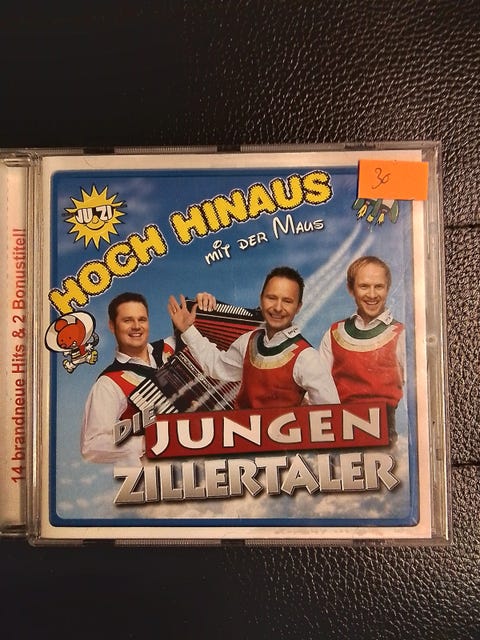 30
JU.ZI
HOCH HINAUS
mit der Maus
14 brandneue Hits & 2 Bonustitel!
DIE
JUNGEN
ZILLERTALER